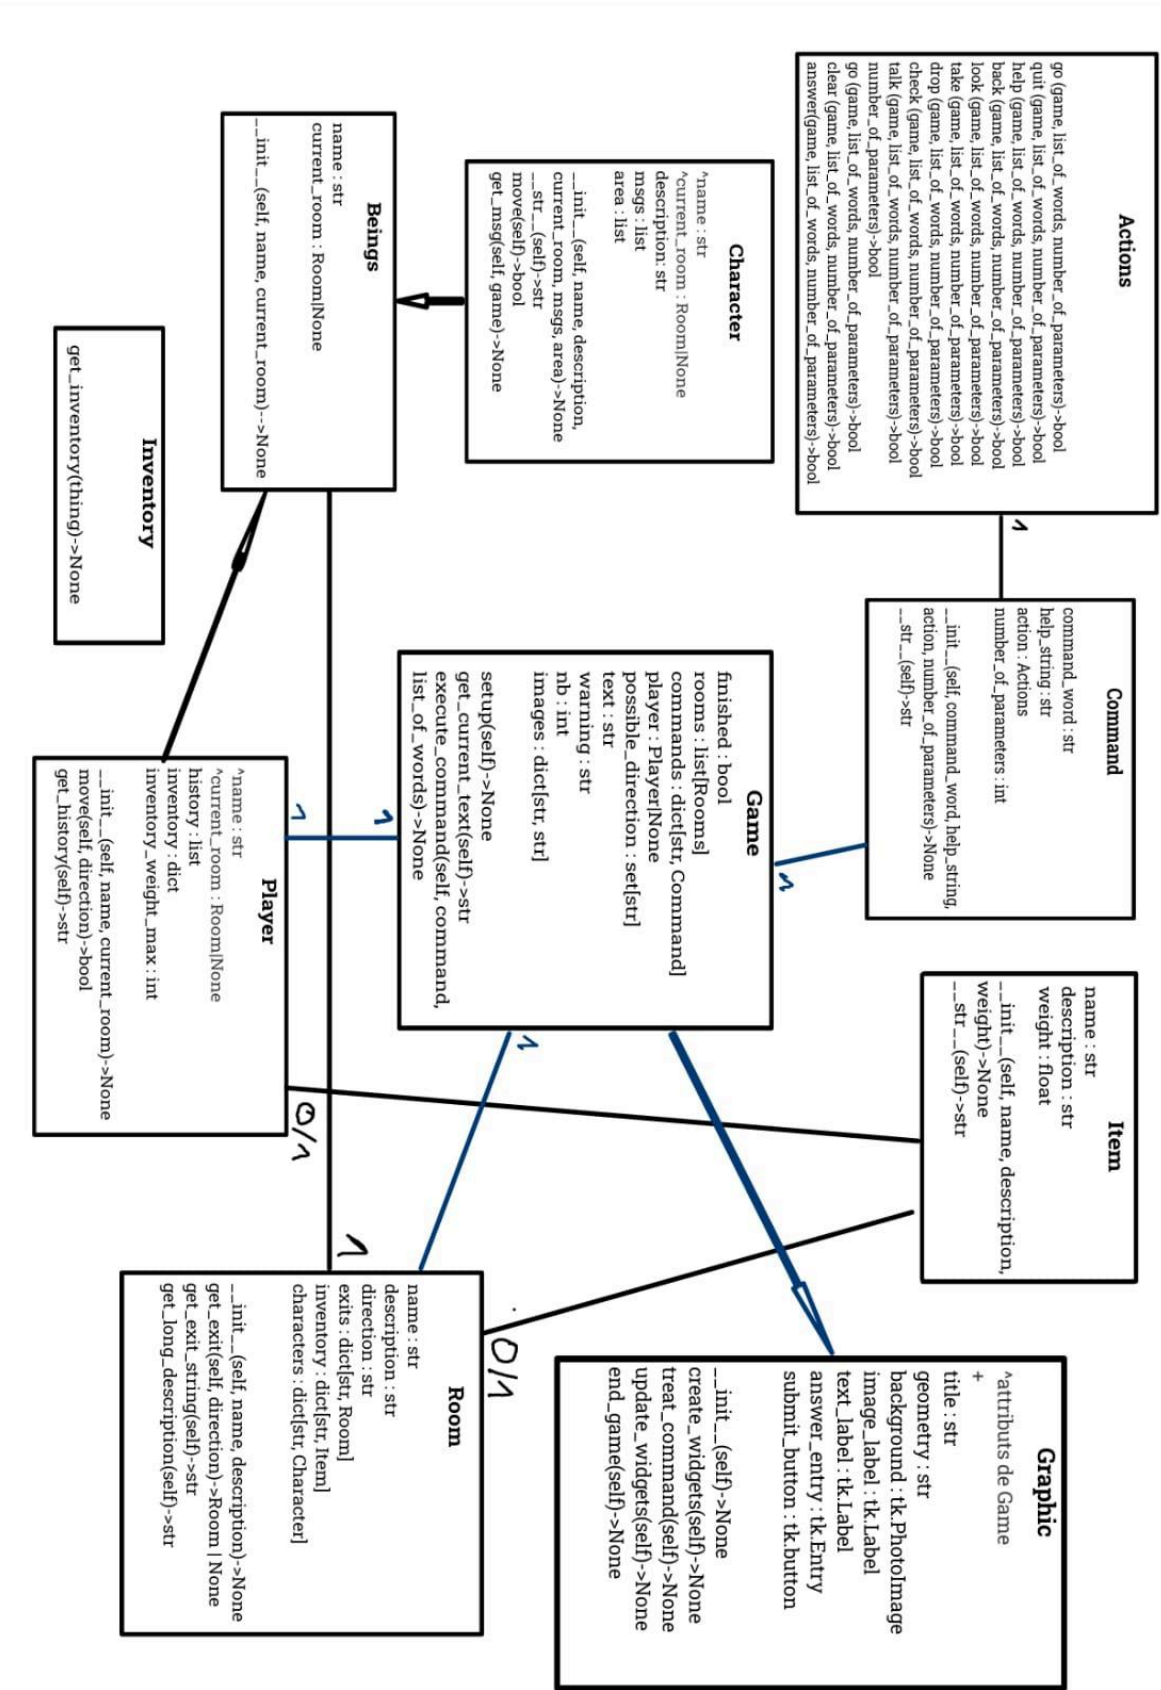 Actions
go (game, list_of_words, number_of_parameters)->bool
quit (game, list_of_words, number_of_parameters)->bool
help (game, list_of_words, number_of_parameters)->bool
back (game, list_of_words, number_of_parameters)->bool
look (game, list_of_words, number_of_parameters)->bool
take (game, list_of_words, number_of_parameters)->bool
drop (game, list_of_words, number_of_parameters)->bool
check (game, list_of_words, number_of_parameters)->bool
talk (game, list_of_words, number_of_parameters)->bool
number_of_parameters)->bool
go (game, list_of_words, number_of_parameters)->bool
clear (game, list_of_words, number_of_parameters)->bool
answer(game, list_of_words, number_of_parameters)->bool
1
Command
command_word : str
help_string : str
action : Actions
number_of_parameters : int
__init__(self, command_word, help_string,
action, number_of_parameters)->None
__str__(self)->str
1
Item
name : str
description : str
weight : float
__init__(self, name, description,
weight)->None
__str__(self)->str
Graphic
^attributs de Game
+
title : str
geometry : str
background : tk.PhotoImage
image_label : tk.Label
text_label : tk.Label
answer_entry : tk.Entry
submit_button : tk.button
__init__(self)->None
create_widgets(self)->None
treat_command(self)->None
update_widgets(self)->None
end_game(self)->None
Character
^name : str
^current_room : Room|None
description: str
msgs : list
area : list
__init__(self, name, description,
current_room, msgs, area)->None
__str__(self)->str
move(self)->bool
get_msg(self, game)->None
Game
finished : bool
rooms : list[Rooms]
commands : dict[str, Command]
player : Player|None
possible_direction : set[str]
text : str
warning : str
nb : int
images : dict[str, str]
setup(self)->None
get_current_text(self)->str
execute_command(self, command,
list_of_words)->None
1
1
1
0/1
Beings
name : str
current_room : Room|None
__init__(self, name, current_room)-->None
Room
name : str
description : str
direction : str
exits : dict[str, Room]
inventory : dict[str, Item]
characters : dict[str, Character]
__init__(self, name, description)->None
get_exit(self, direction)->Room | None
get_exit_string(self)->str
get_long_description(self)->str
1
0/1
Player
^name : str
^current_room : Room|None
history : list
inventory : dict
inventory_weight_max : int
__init__(self, name, current_room)->None
move(self, direction)->bool
get_history(self)->str
Inventory
get_inventory(thing)->None